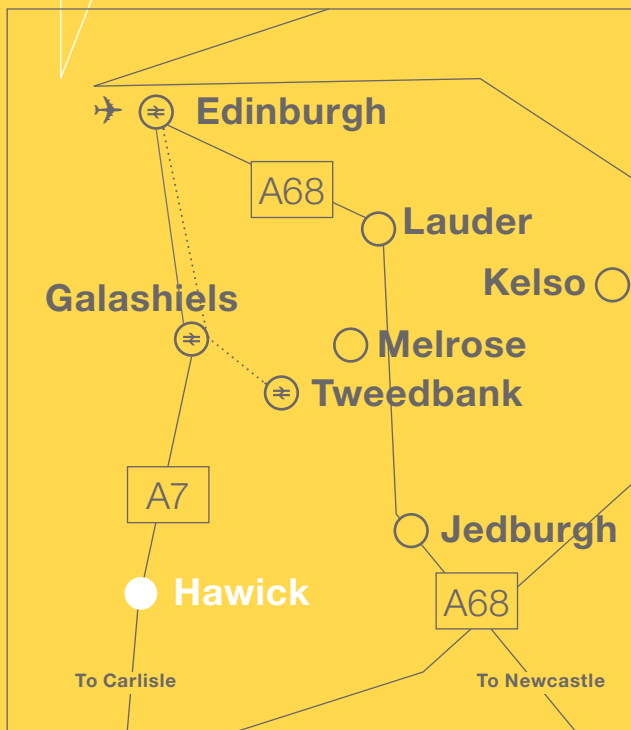 Edinburgh
A68
Lauder
Kelso
Galashiels
Melrose
Tweedbank
A7
Jedburgh
Hawick
A68
To Carlisle
To Newcastle